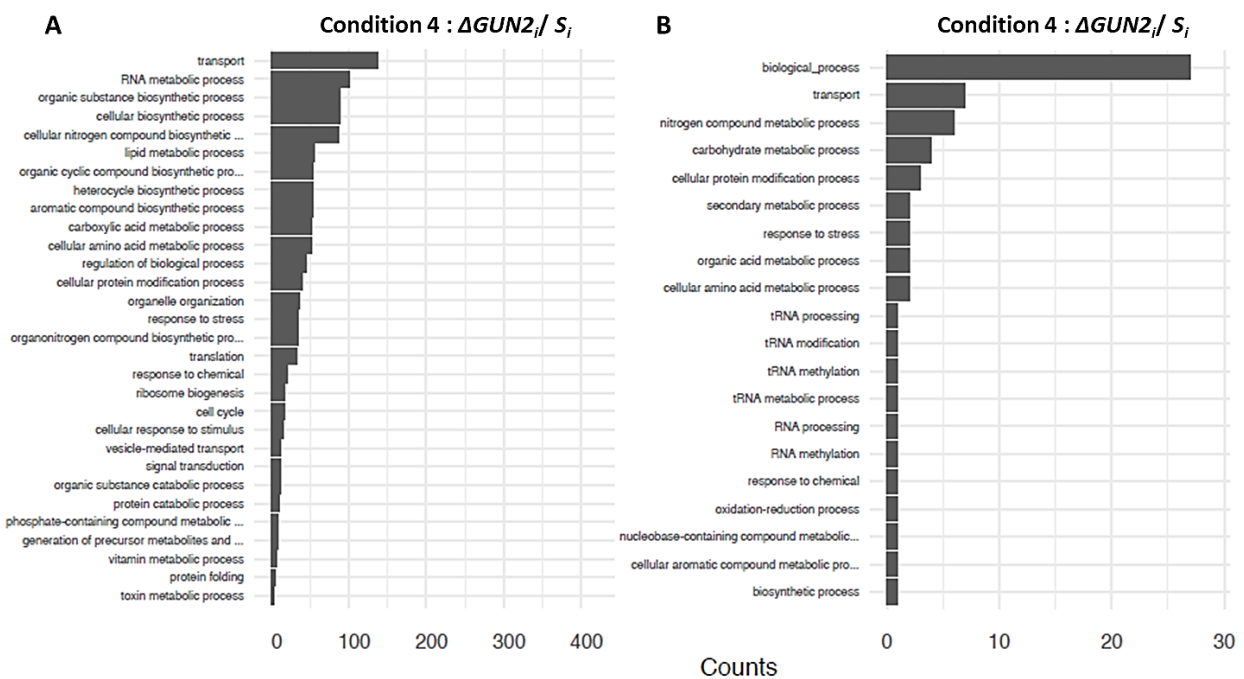 A
Condition 4 : ΔGUN2i/ Si
transport
RNA metabolic process
organic substance biosynthetic process
cellular biosynthetic process
cellular nitrogen compound biosynthetic ...
lipid metabolic process
organic cyclic compound biosynthetic pro...
heterocycle biosynthetic process
aromatic compound biosynthetic process
carboxylic acid metabolic process
cellular amino acid metabolic process
regulation of biological process
cellular protein modification process
organelle organization
response to stress
organonitrogen compound biosynthetic pro...
translation
response to chemical
ribosome biogenesis
cell cycle
cellular response to stimulus
vesicle-mediated transport
signal transduction
organic substance catabolic process
protein catabolic process
phosphate-containing compound metabolic ...
generation of precursor metabolites and ...
vitamin metabolic process
protein folding
toxin metabolic process
0 100 200 300 400
B
Condition 4 : ΔGUN2i/ Si
biological_process
transport
nitrogen compound metabolic process
carbohydrate metabolic process
cellular protein modification process
secondary metabolic process
response to stress
organic acid metabolic process
cellular amino acid metabolic process
tRNA processing
tRNA modification
tRNA methylation
tRNA metabolic process
RNA processing
RNA methylation
response to chemical
oxidation-reduction process
nucleobase-containing compound metabolic...
cellular aromatic compound metabolic pro...
biosynthetic process
0 10 20 30
Counts